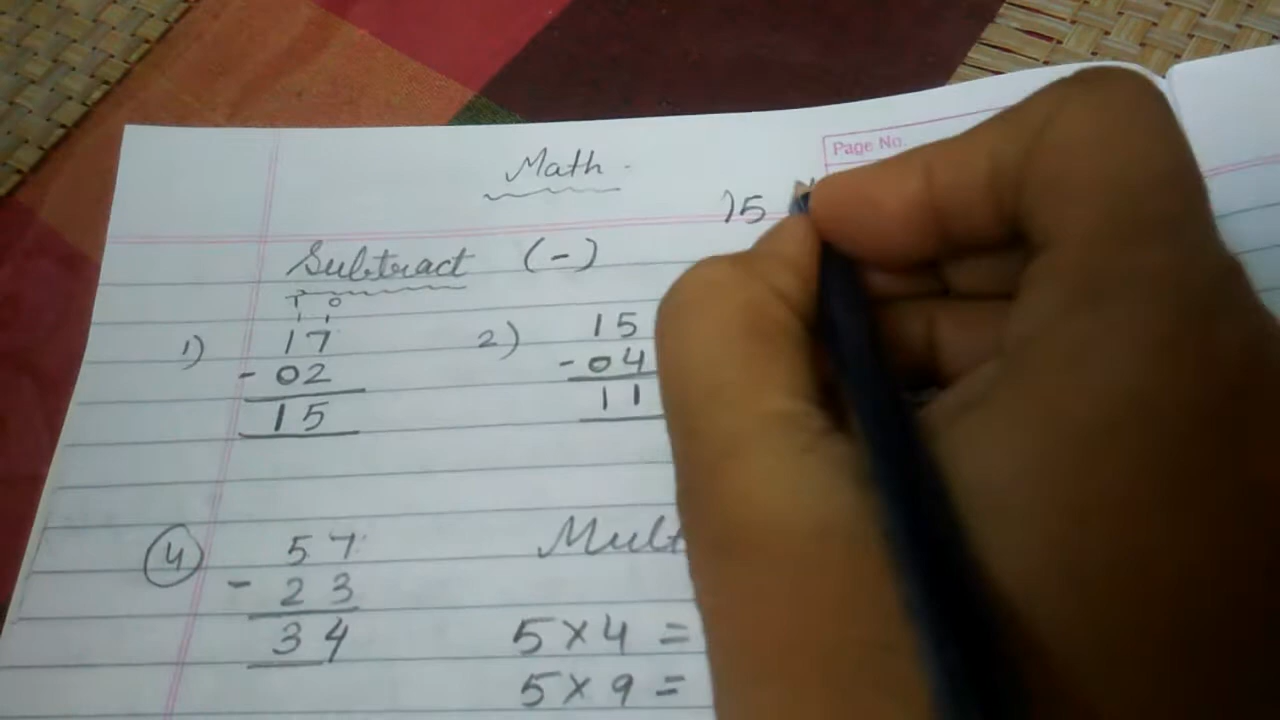 Page No.
Math
15
Subtract (-)
T O
1) 17
- 02
15
2) 15
- 04
11
4 57
- 23
34
Mult
5 x 4 =
5 x 9 =